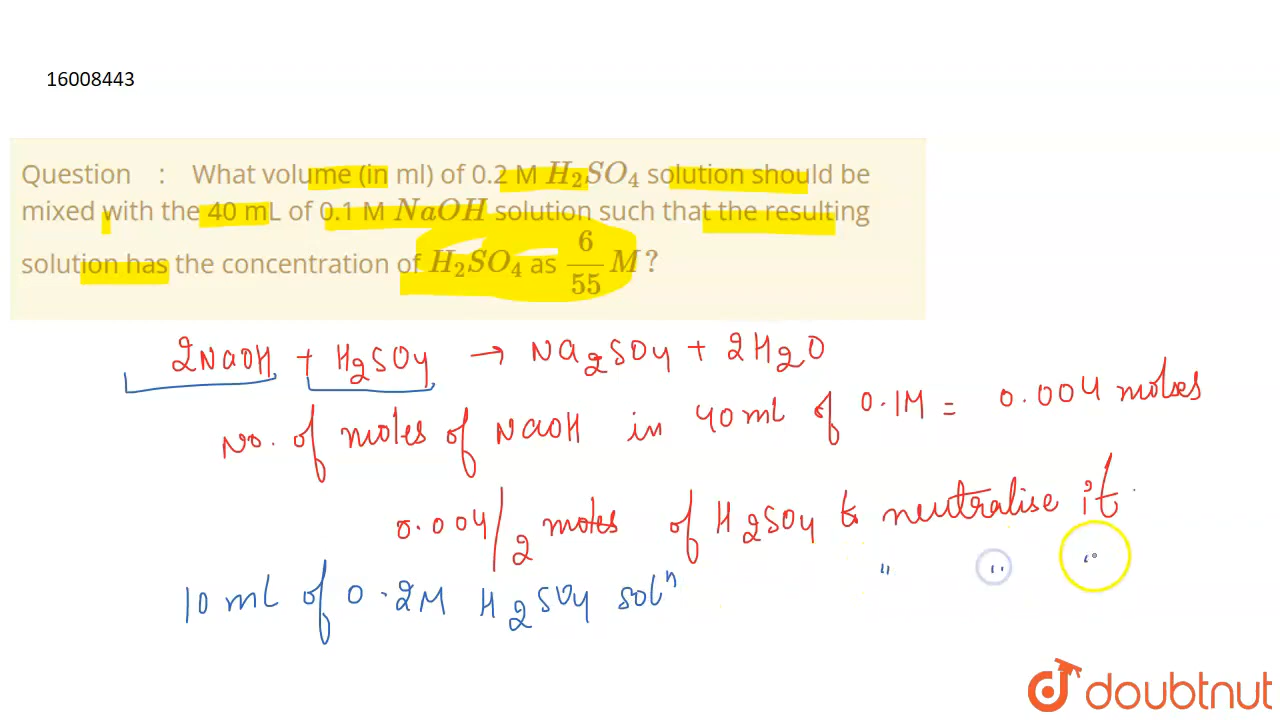 16008443
Question : What volume (in ml) of 0.2 M H₂SO₄ solution should be
mixed with the 40 mL of 0.1 M NaOH solution such that the resulting
solution has the concentration of H₂SO₄ as 6/55 M ?
2NaOH + H₂SO₄ → Na₂SO₄ + 2H₂O
No. of moles of NaOH in 40 ml of 0.1M = 0.004 moles
0.004/2 moles of H₂SO₄ to neutralise it
10 ml of 0.2M H₂SO₄ solⁿ " " "
doubtnut